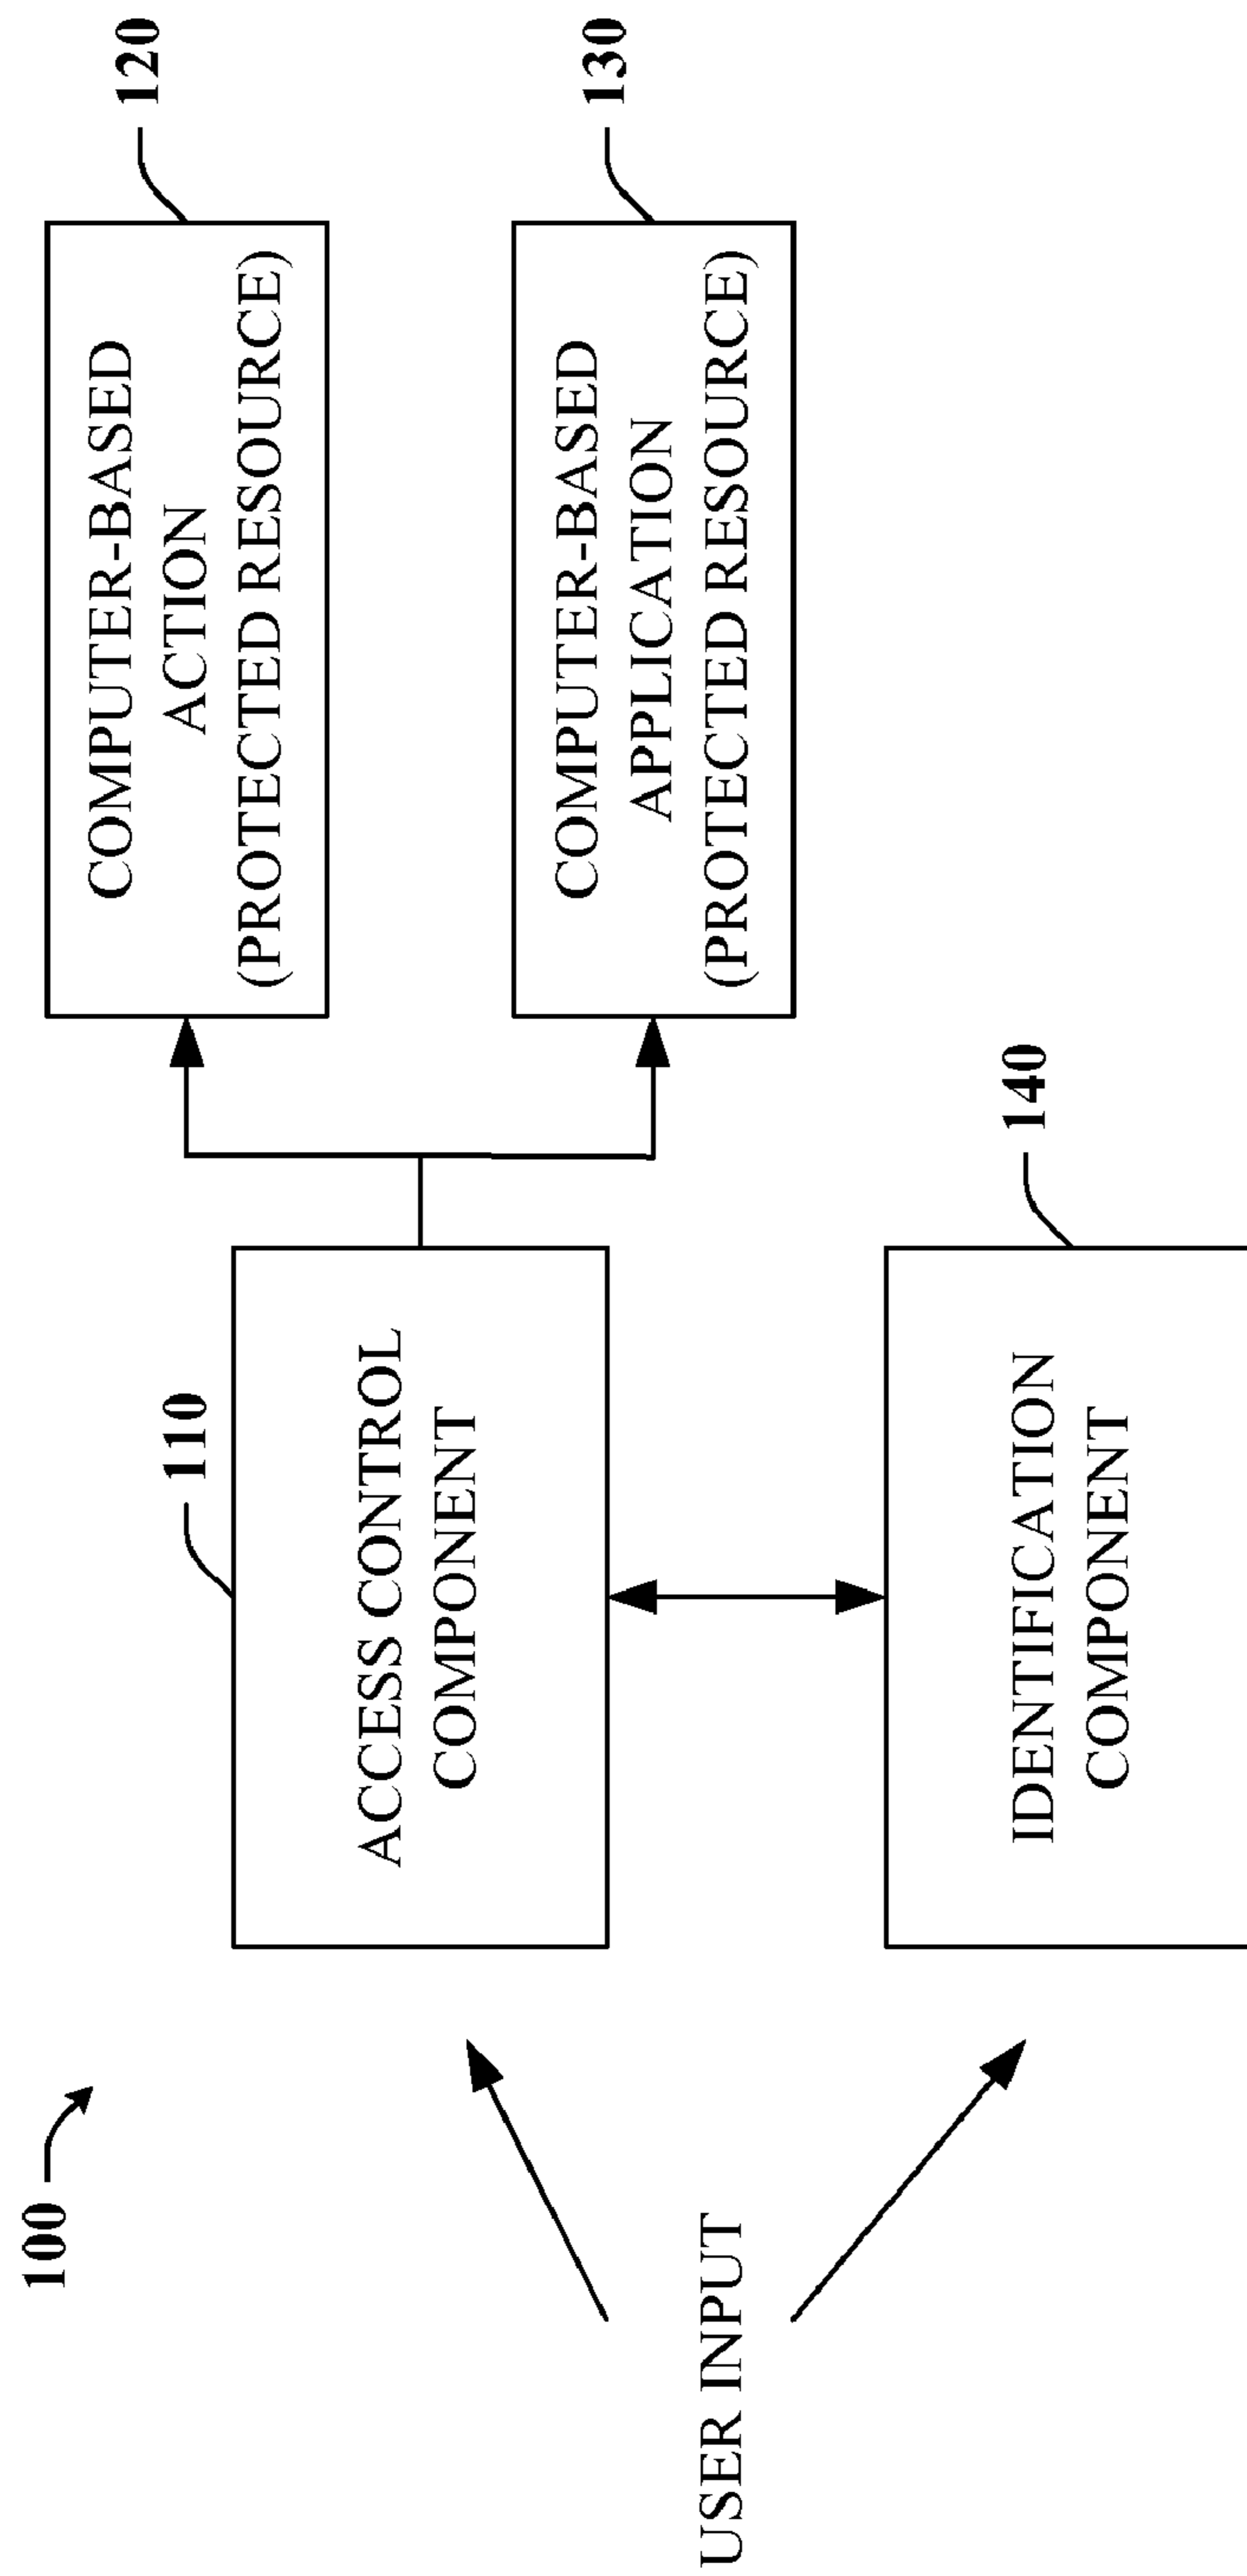 100
110
120
COMPUTER-BASED
ACTION
(PROTECTED RESOURCE)
ACCESS CONTROL
COMPONENT
130
COMPUTER-BASED
APPLICATION
(PROTECTED RESOURCE)
USER INPUT
140
IDENTIFICATION
COMPONENT